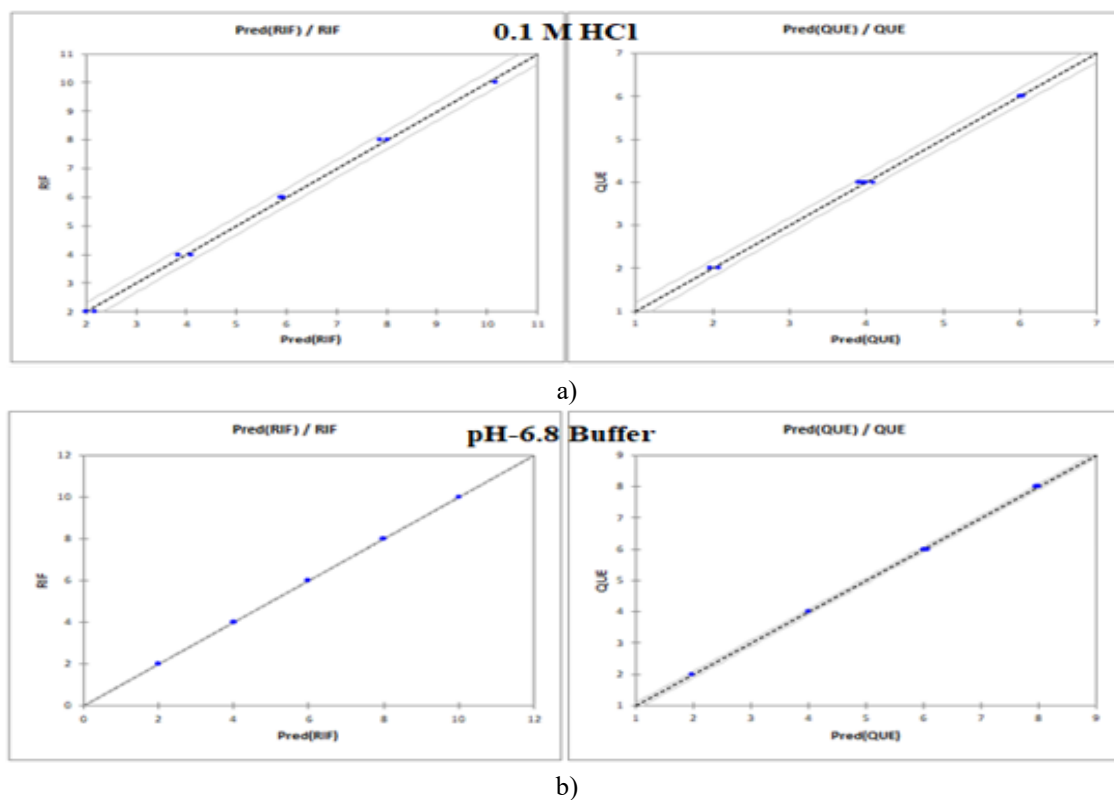 0.1 M HCl
Pred(RIF) / RIF
11
10
9
8
7
6
5
4
3
2
RIF
2 3 4 5 6 7 8 9 10 11
Pred(RIF)
Pred(QUE) / QUE
7
6
5
4
3
2
1
QUE
1 2 3 4 5 6 7
Pred(QUE)
a)
pH-6.8 Buffer
Pred(RIF) / RIF
12
10
8
6
4
2
0
RIF
0 2 4 6 8 10 12
Pred(RIF)
Pred(QUE) / QUE
9
8
7
6
5
4
3
2
1
QUE
1 2 3 4 5 6 7 8 9
Pred(QUE)
b)